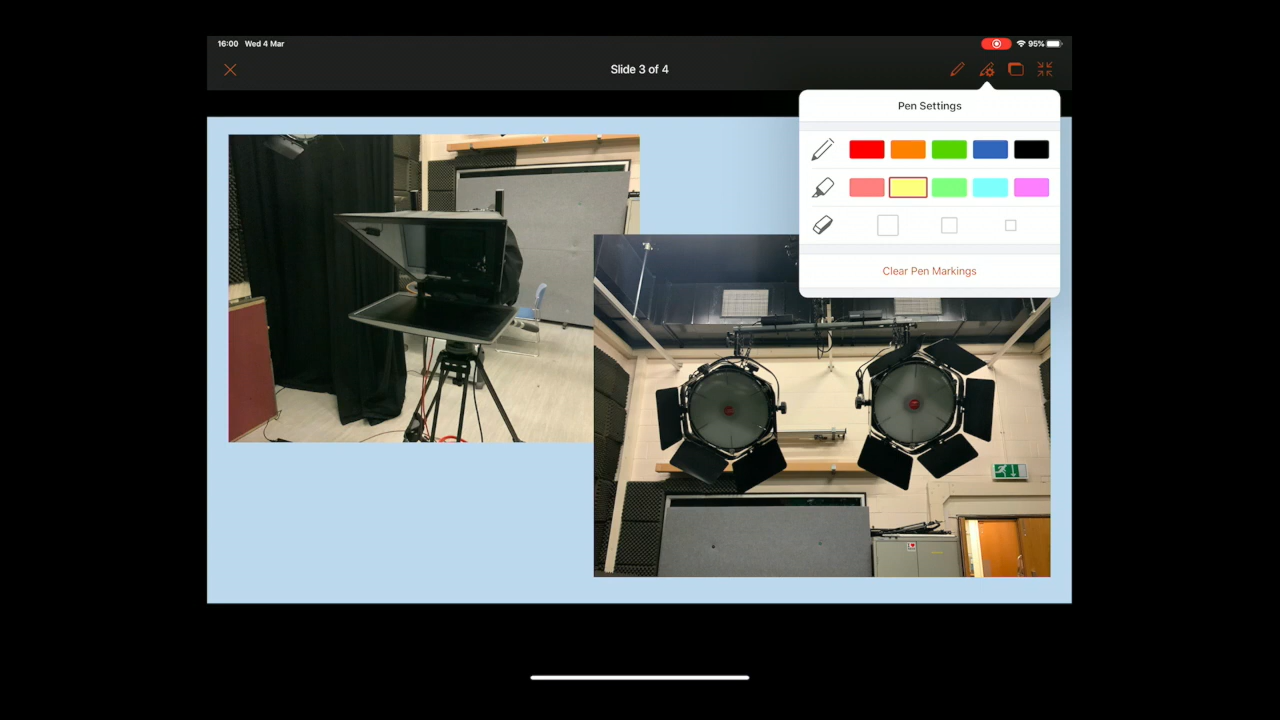 16:00 Wed 4 Mar
95%
Slide 3 of 4
Pen Settings
Clear Pen Markings